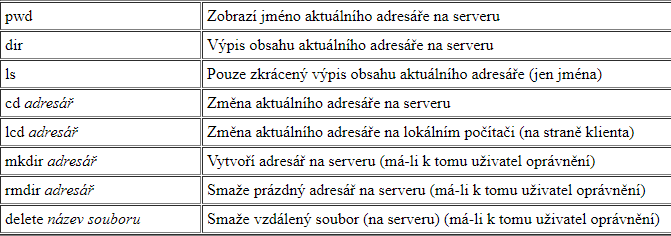 pwd Zobrazí jméno aktuálního adresáře na serveru
dir Výpis obsahu aktuálního adresáře na serveru
ls Pouze zkrácený výpis obsahu aktuálního adresáře (jen jména)
cd adresář Změna aktuálního adresáře na serveru
lcd adresář Změna aktuálního adresáře na lokálním počítači (na straně klienta)
mkdir adresář Vytvoří adresář na serveru (má-li k tomu uživatel oprávnění)
rmdir adresář Smaže prázdný adresář na serveru (má-li k tomu uživatel oprávnění)
delete název souboru Smaže vzdálený soubor (na serveru) (má-li k tomu uživatel oprávnění)